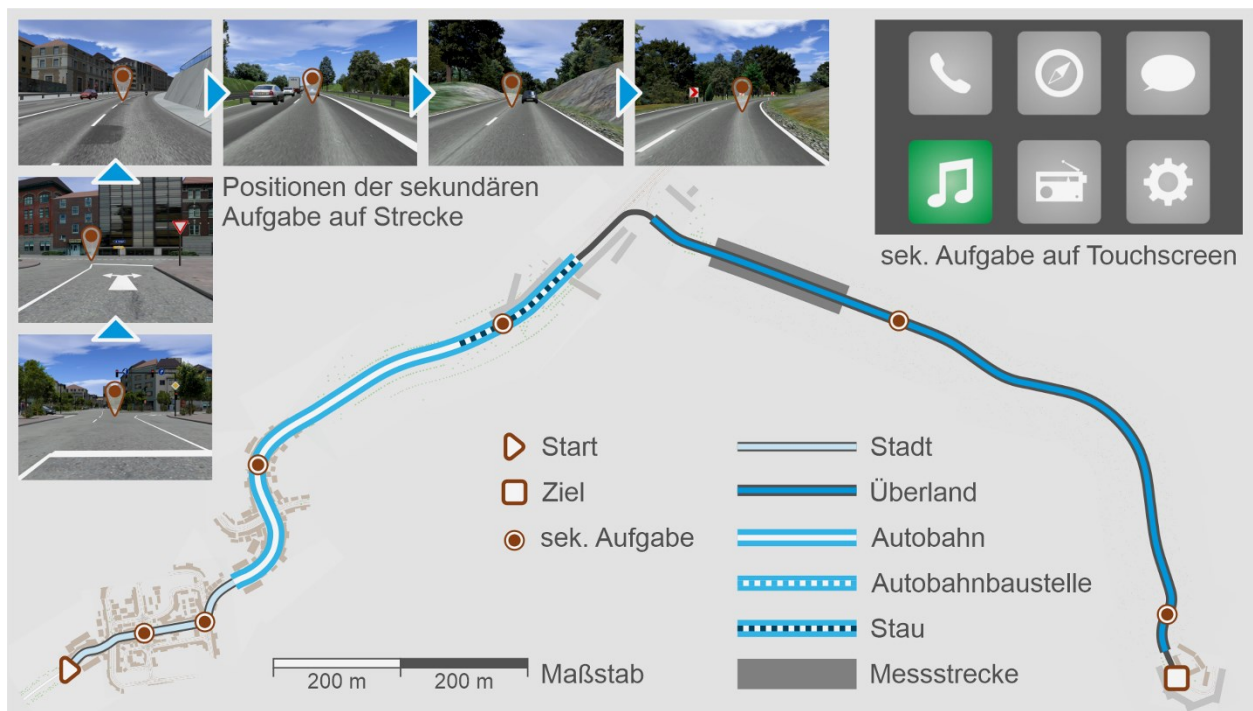 Positionen der sekundären
Aufgabe auf Strecke
sek. Aufgabe auf Touchscreen
Start
Ziel
sek. Aufgabe
Stadt
Überland
Autobahn
Autobahnbaustelle
Stau
Messstrecke
200 m
200 m
Maßstab